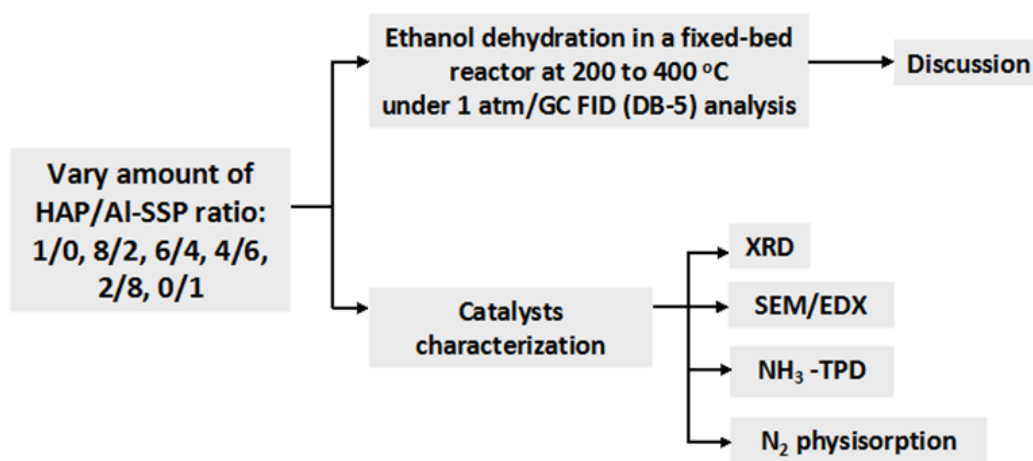 Vary amount of
HAP/Al-SSP ratio:
1/0, 8/2, 6/4, 4/6,
2/8, 0/1
Ethanol dehydration in a fixed-bed
reactor at 200 to 400 °C
under 1 atm/GC FID (DB-5) analysis
Discussion
Catalysts
characterization
XRD
SEM/EDX
NH₃ -TPD
N₂ physisorption